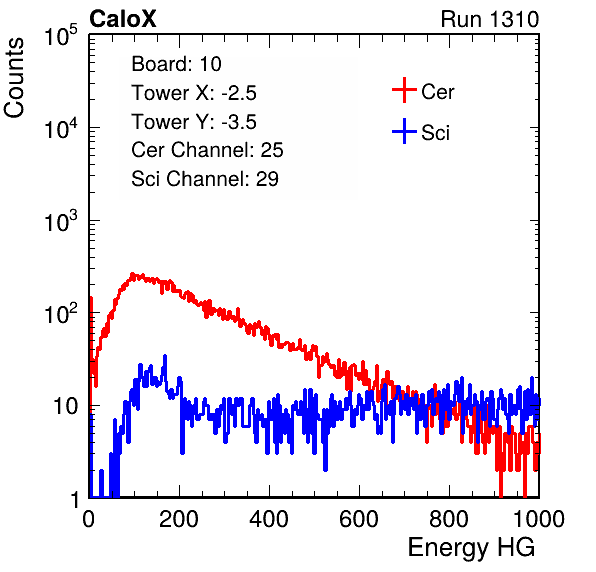 CaloX Run 1310
Counts
Board: 10
Tower X: -2.5
Tower Y: -3.5
Cer Channel: 25
Sci Channel: 29
Cer
Sci
10^5
10^4
10^3
10^2
10
1
0 200 400 600 800 1000
Energy HG